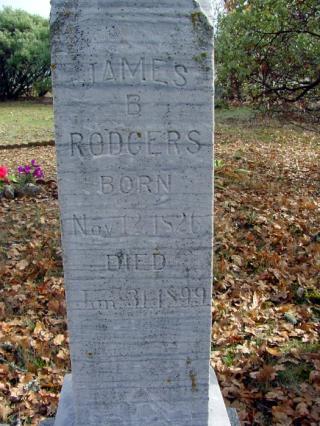 JAMES
B
RODGERS
BORN
Nov. 12, 1826
DIED
Jan. 31, 1899